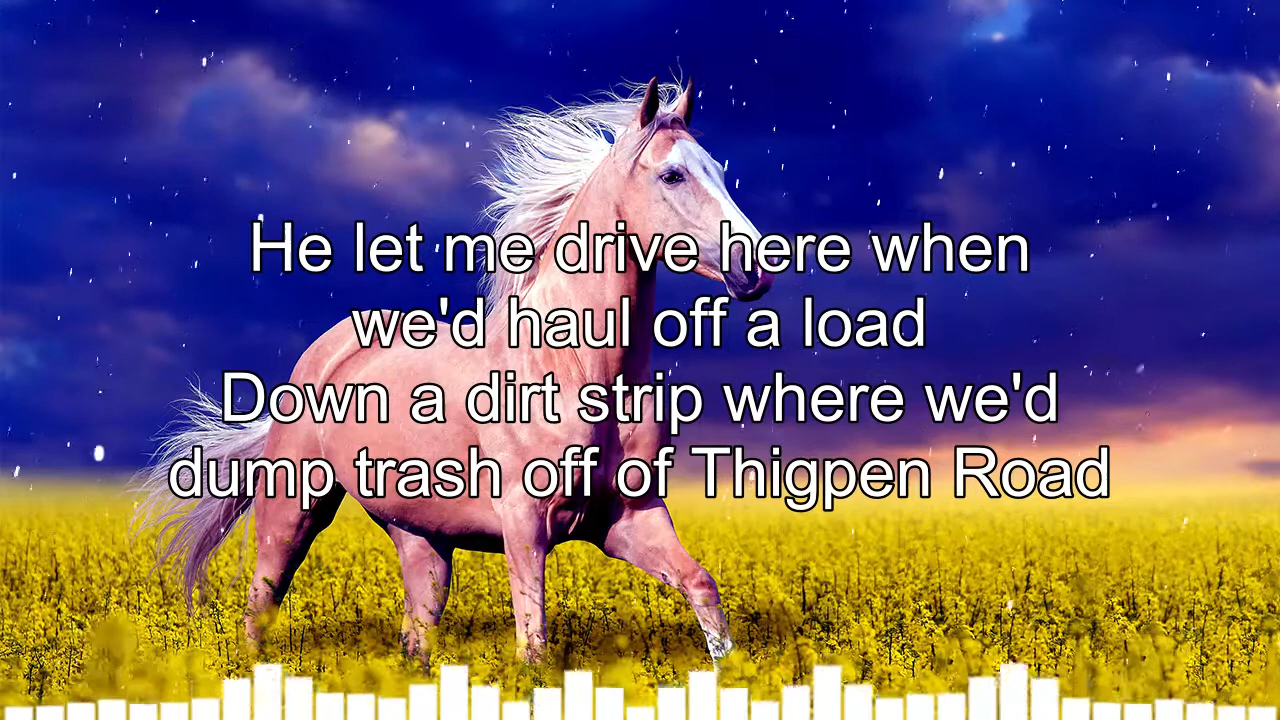 He let me drive here when
we'd haul off a load
Down a dirt strip where we'd
dump trash off of Thigpen Road